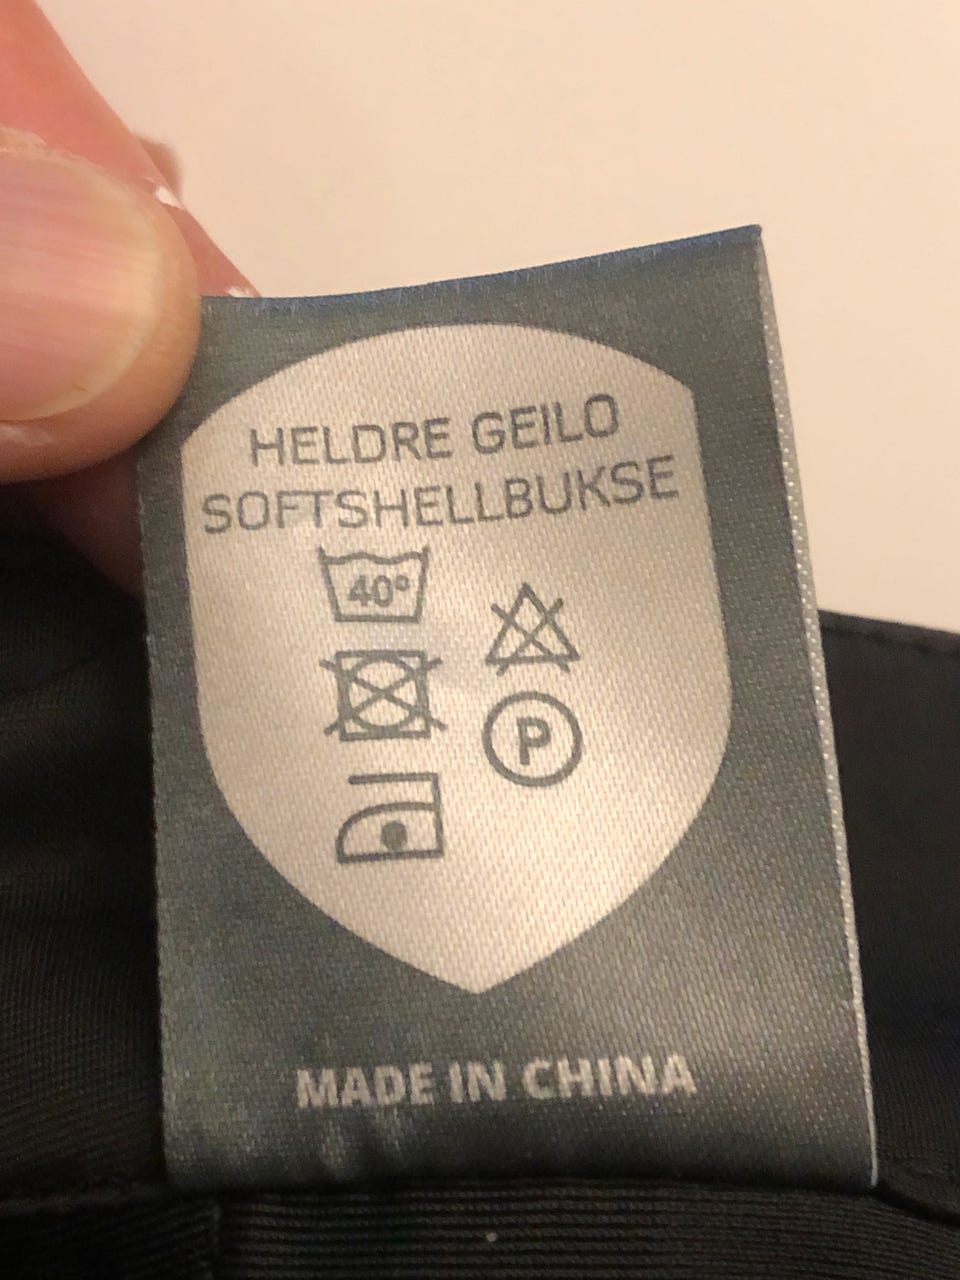 HELDRE GEILO
SOFTSHELLBUKSE
40°
P
MADE IN CHINA